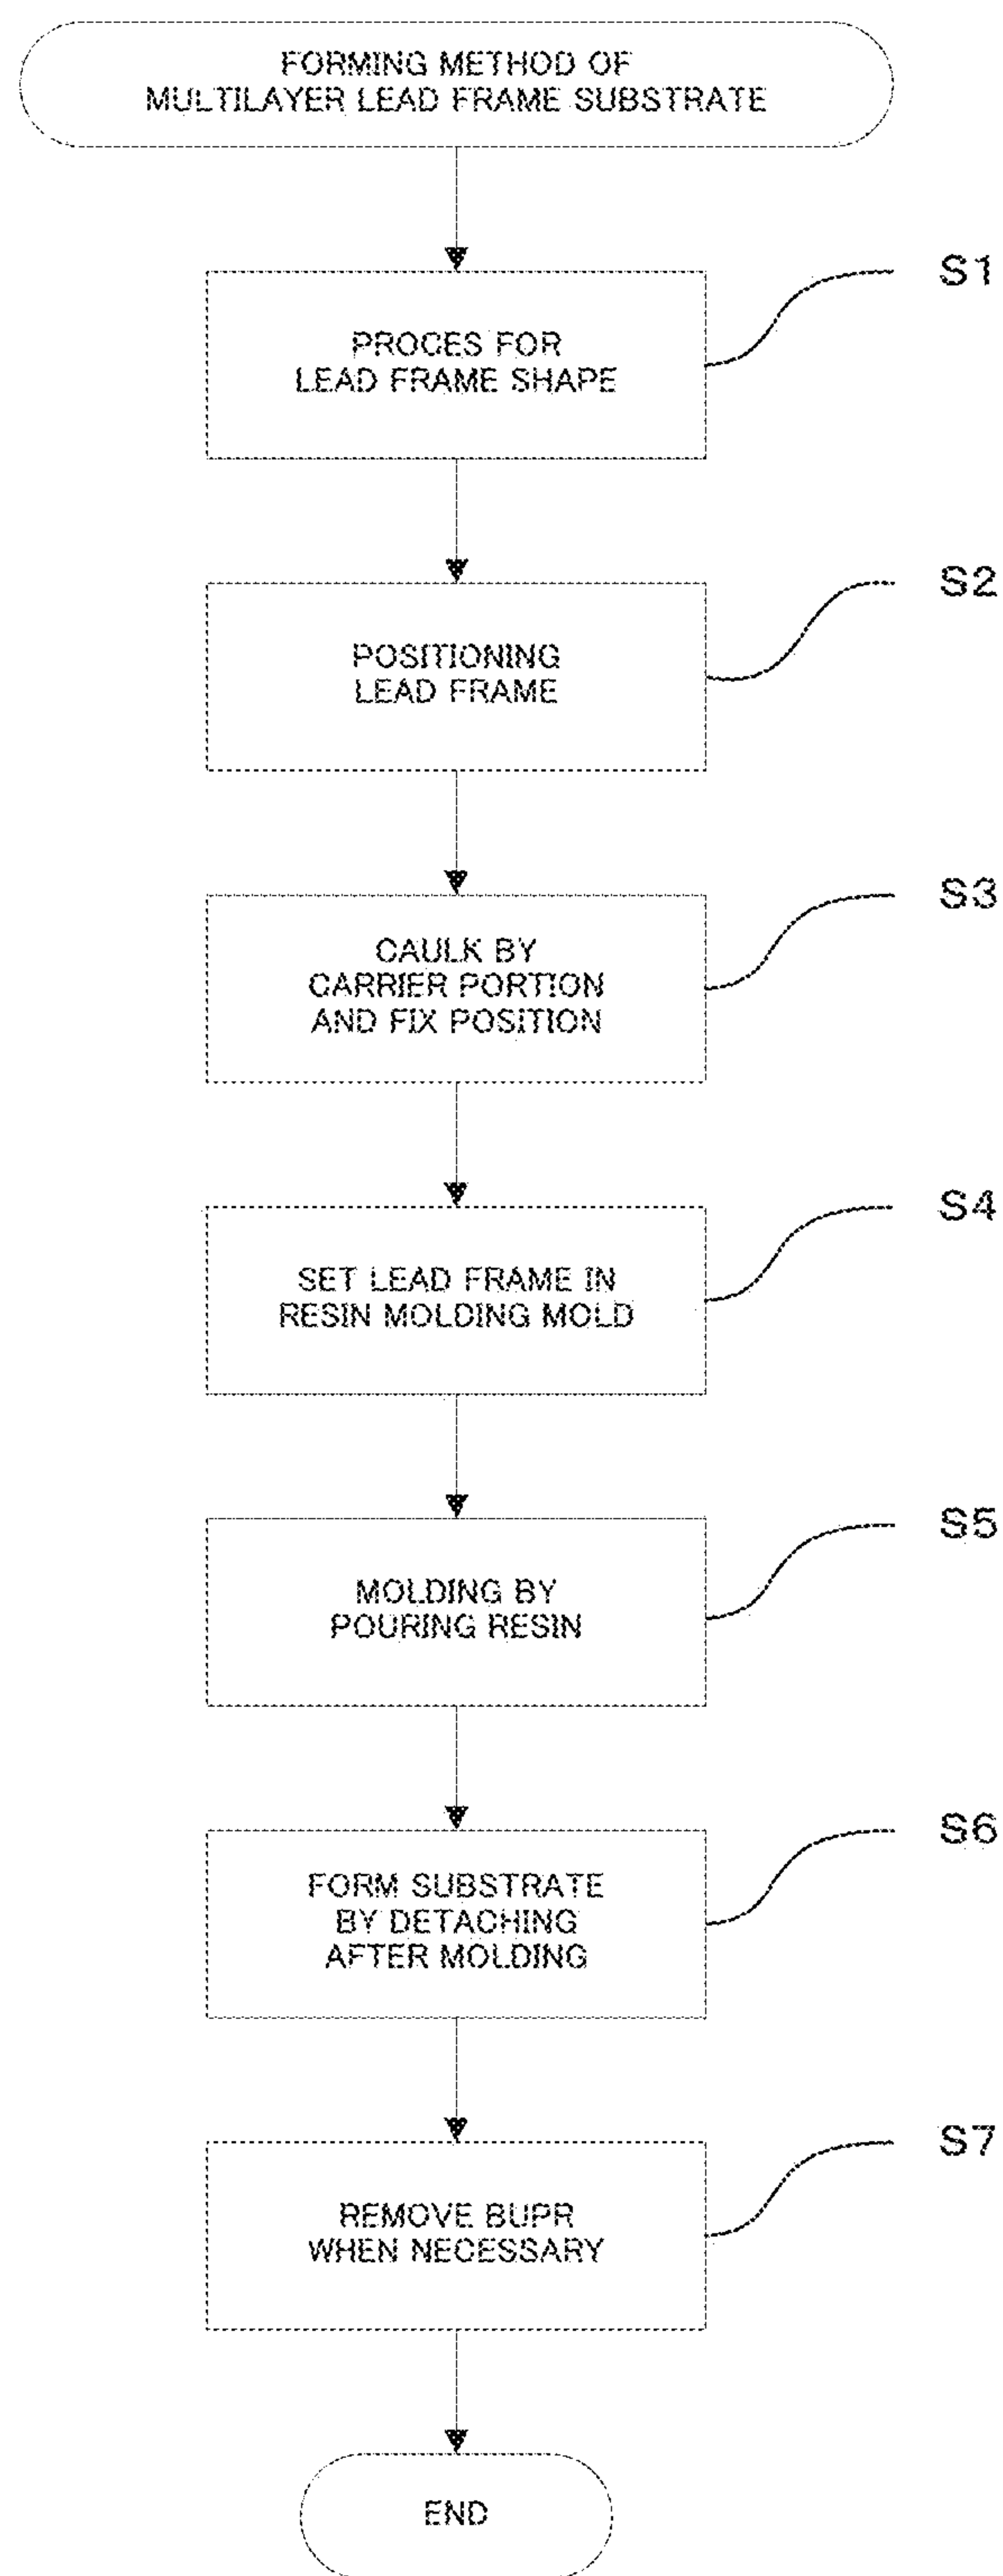 FORMING METHOD OF
MULTILAYER LEAD FRAME SUBSTRATE
S1
PROCES FOR
LEAD FRAME SHAPE
S2
POSITIONING
LEAD FRAME
S3
CAULK BY
CARRIER PORTION
AND FIX POSITION
S4
SET LEAD FRAME IN
RESIN MOLDING MOLD
S5
MOLDING BY
POURING RESIN
S6
FORM SUBSTRATE
BY DETACHING
AFTER MOLDING
S7
REMOVE BUPR
WHEN NECESSARY
END